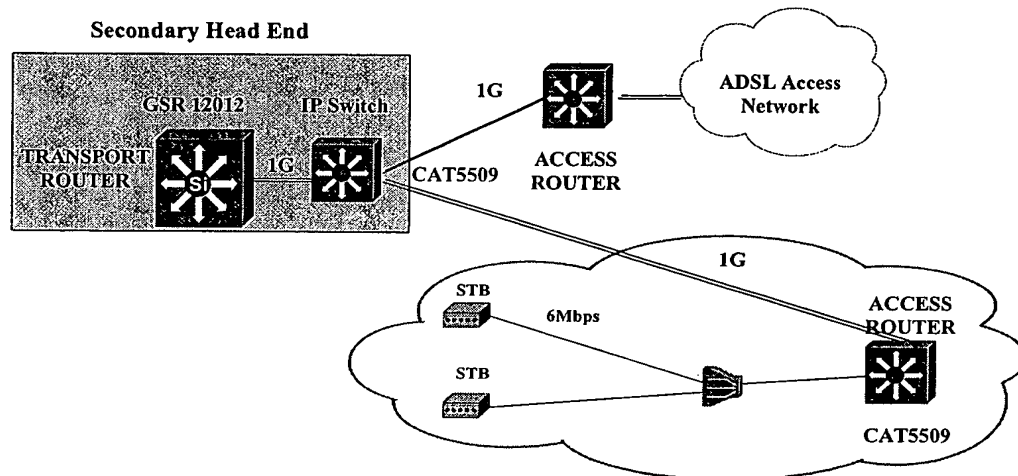 Secondary Head End
GSR 12012
IP Switch
TRANSPORT
ROUTER
Si
1G
CAT5509
1G
ACCESS
ROUTER
ADSL Access
Network
1G
STB
6Mbps
STB
ACCESS
ROUTER
CAT5509